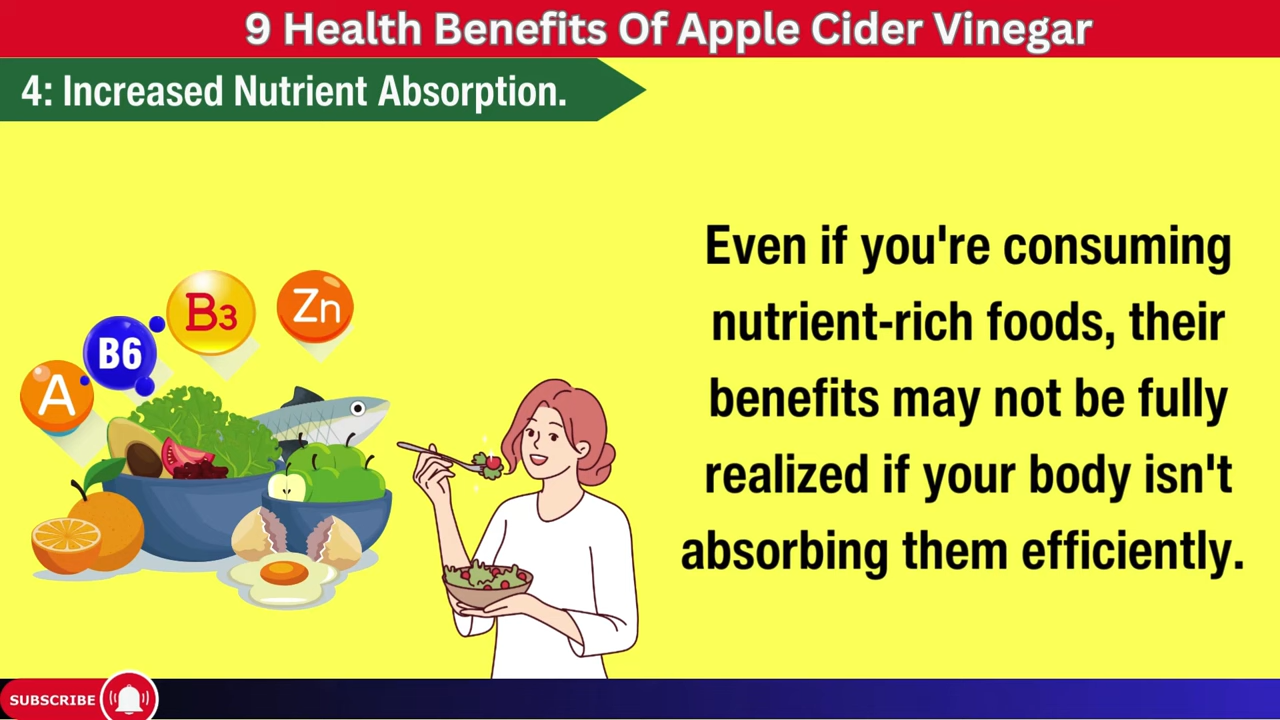 9 Health Benefits Of Apple Cider Vinegar
4: Increased Nutrient Absorption.
B3
Zn
B6
A
Even if you're consuming
nutrient-rich foods, their
benefits may not be fully
realized if your body isn't
absorbing them efficiently.
SUBSCRIBE